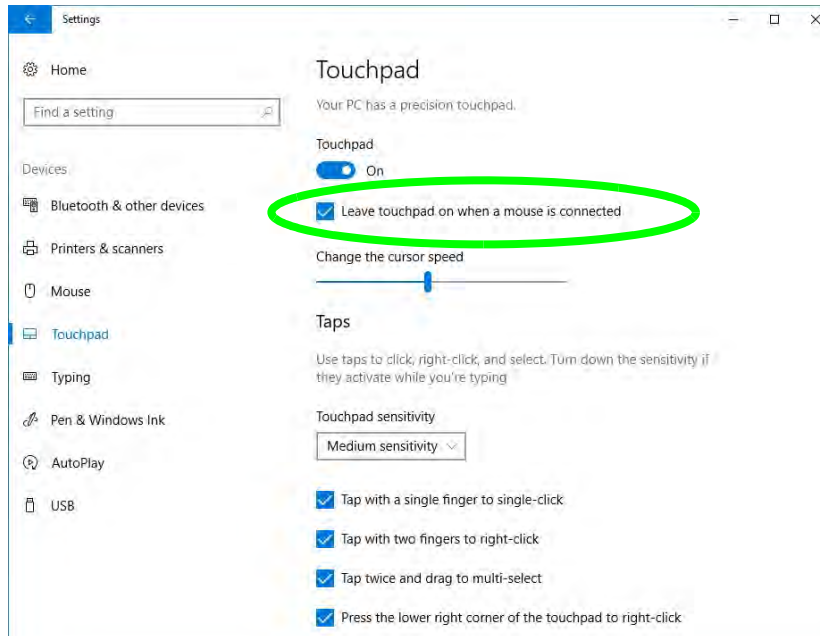 Settings
Home
Find a setting
Devices
Bluetooth & other devices
Printers & scanners
Mouse
Touchpad
Typing
Pen & Windows Ink
AutoPlay
USB
Touchpad
Your PC has a precision touchpad.
Touchpad
On
Leave touchpad on when a mouse is connected
Change the cursor speed
Taps
Use taps to click, right-click, and select. Turn down the sensitivity if
they activate while you're typing
Touchpad sensitivity
Medium sensitivity
Tap with a single finger to single-click
Tap with two fingers to right-click
Tap twice and drag to multi-select
Press the lower right corner of the touchpad to right-click